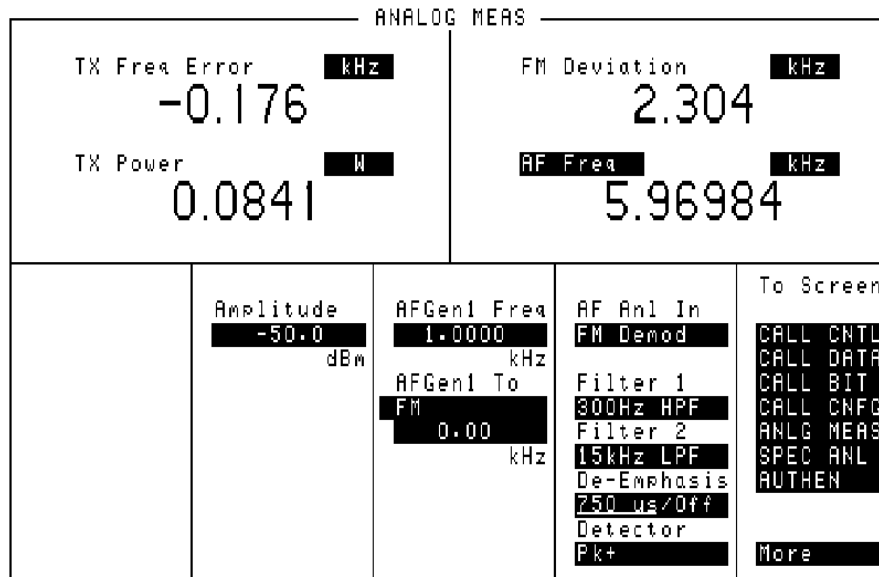 ANALOG MEAS
TX Freq Error kHz
-0.176
FM Deviation kHz
2.304
TX Power W
0.0841
AF Freq kHz
5.96984
Amplitude
-50.0
dBm
AFGen1 Freq
1.0000
kHz
AFGen1 To
FM
0.00
kHz
AF Anl In
FM Demod
Filter 1
300Hz HPF
Filter 2
15kHz LPF
De-Emphasis
750 us/Off
Detector
Pk+
To Screen
CALL CNTL
CALL DATA
CALL BIT
CALL CNFG
ANLG MEAS
SPEC ANL
AUTHEN
More